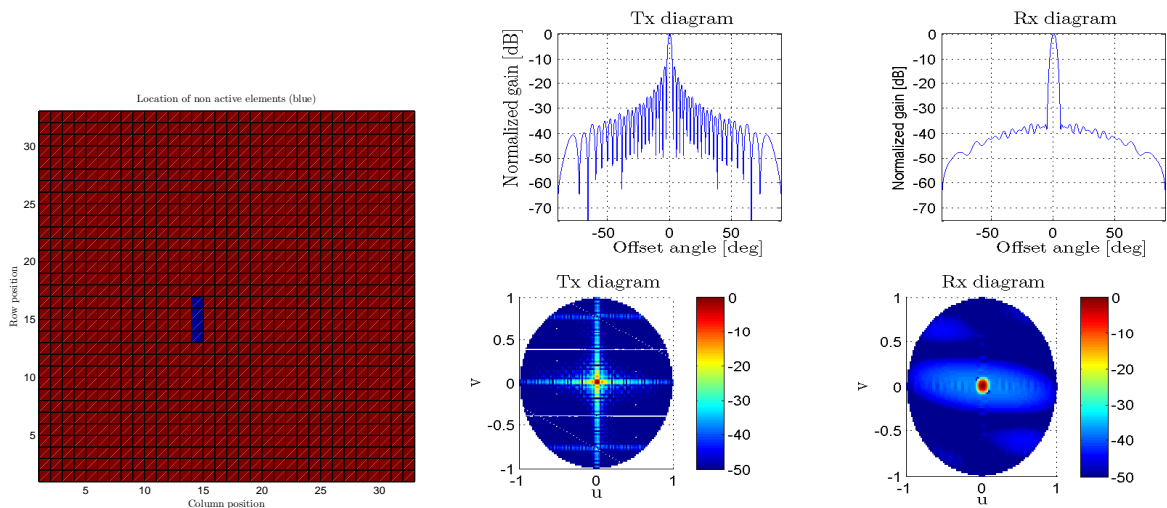 Location of non active elements (blue)
Row position
30
25
20
15
10
5
5 10 15 20 25 30
Column position
Tx diagram
Normalized gain [dB]
0
-10
-20
-30
-40
-50
-60
-70
-50 0 50
Offset angle [deg]
Rx diagram
Normalized gain [dB]
0
-10
-20
-30
-40
-50
-60
-70
-50 0 50
Offset angle [deg]
Tx diagram
v
1
0.5
0
-0.5
-1
-1 0 1
u
0
-10
-20
-30
-40
-50
Rx diagram
v
1
0.5
0
-0.5
-1
-1 0 1
u
0
-10
-20
-30
-40
-50